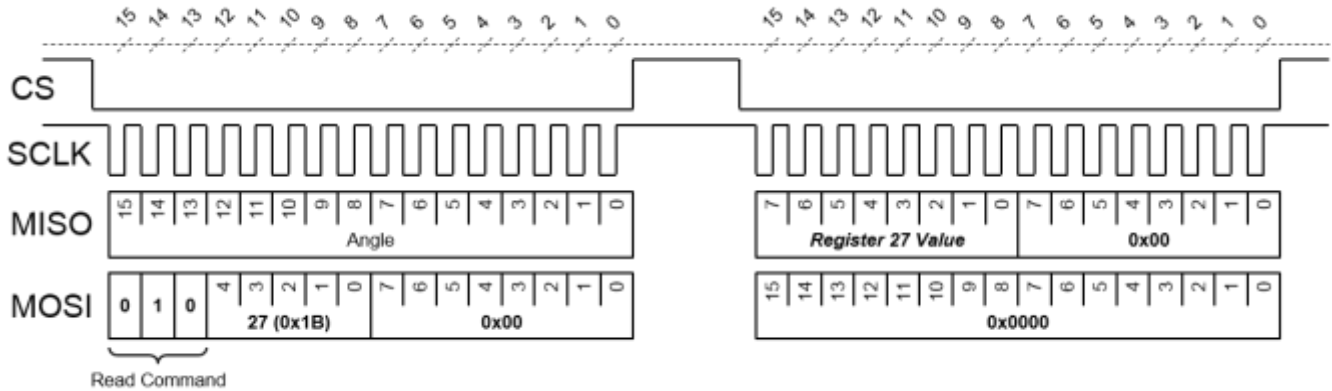 15 14 13 12 11 10 9 8 7 6 5 4 3 2 1 0 15 14 13 12 11 10 9 8 7 6 5 4 3 2 1 0
CS
SCLK
MISO 15 14 13 12 11 10 9 8 7 6 5 4 3 2 1 0 7 6 5 4 3 2 1 0 7 6 5 4 3 2 1 0
Angle Register 27 Value 0x00
MOSI 0 1 0 4 3 2 1 0 7 6 5 4 3 2 1 0 15 14 13 12 11 10 9 8 7 6 5 4 3 2 1 0
27 (0x1B) 0x00 0x0000
Read Command